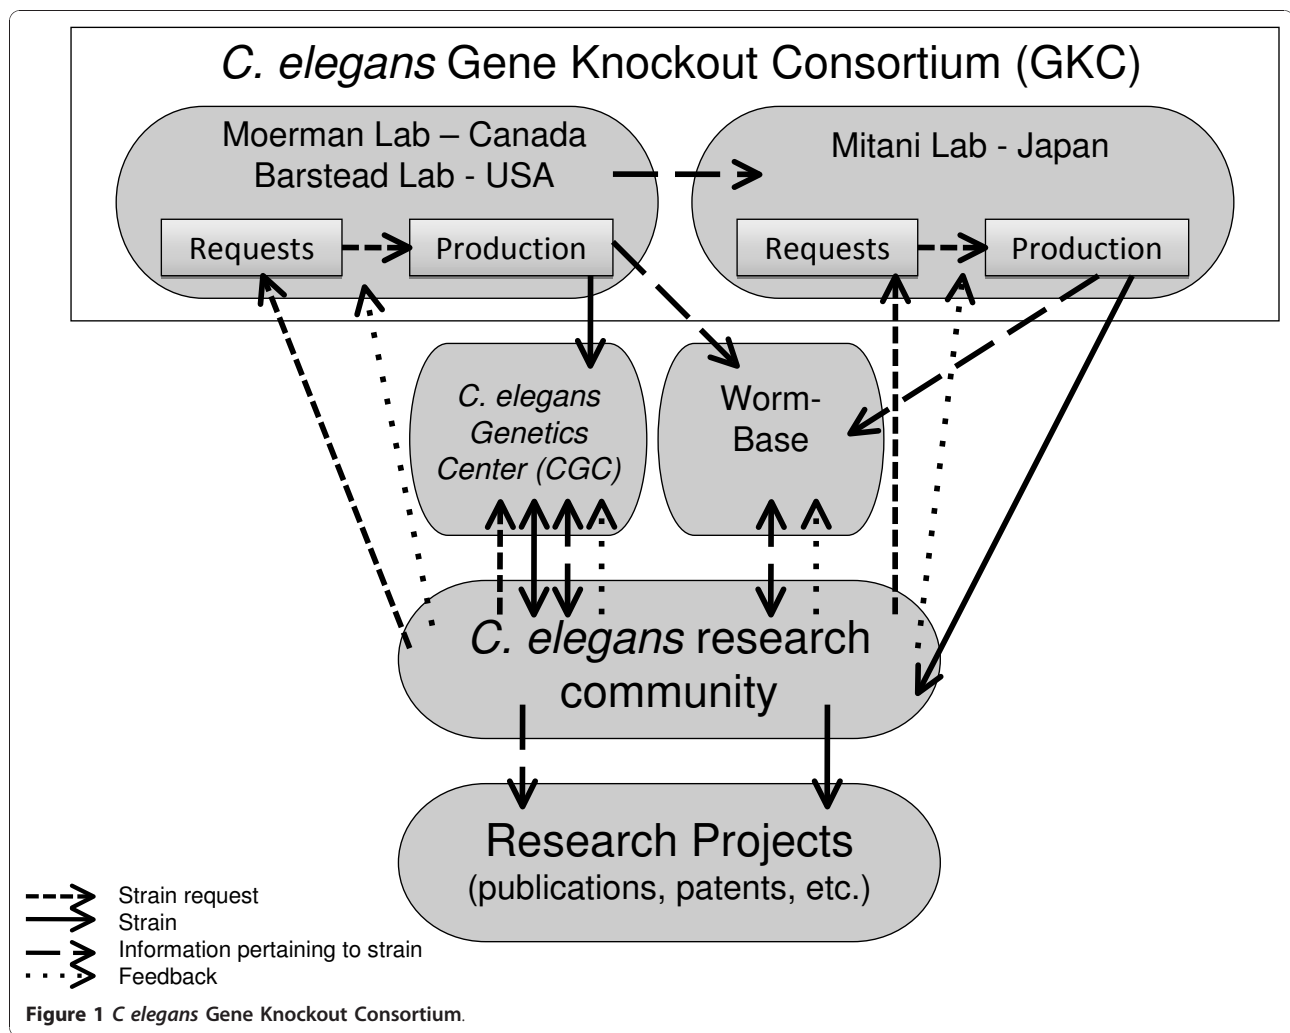 C. elegans Gene Knockout Consortium (GKC)
Moerman Lab – Canada
Barstead Lab - USA
Requests
Production
Mitani Lab - Japan
Requests
Production
C. elegans
Genetics
Center (CGC)
Worm-
Base
C. elegans research
community
Research Projects
(publications, patents, etc.)
Strain request
Strain
Information pertaining to strain
Feedback
Figure 1 C elegans Gene Knockout Consortium.